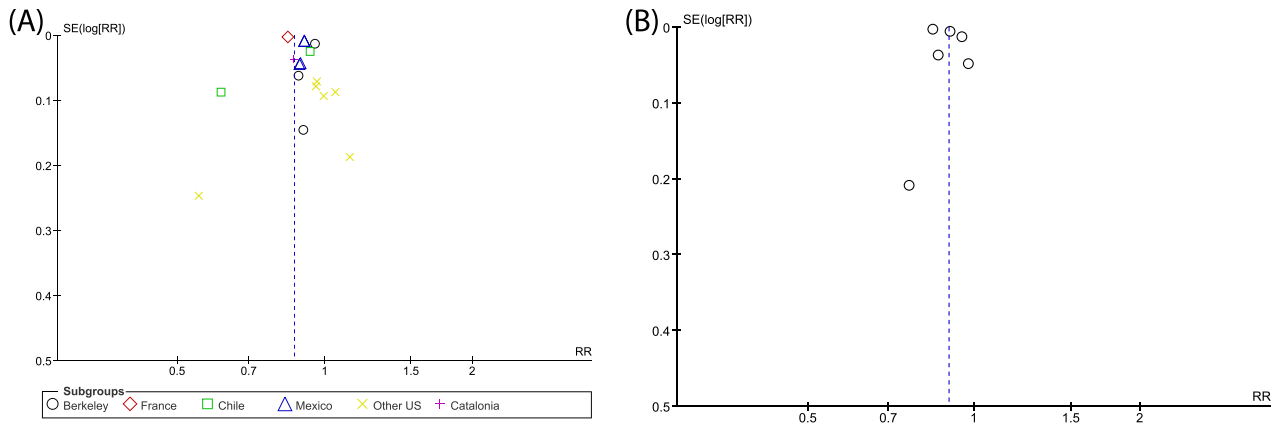 (A)
SE(log[RR])
0
0.1
0.2
0.3
0.4
0.5
RR
0.5 0.7 1 1.5 2
Subgroups
Berkeley France Chile Mexico Other US Catalonia
(B)
SE(log[RR])
0
0.1
0.2
0.3
0.4
0.5
RR
0.5 0.7 1 1.5 2